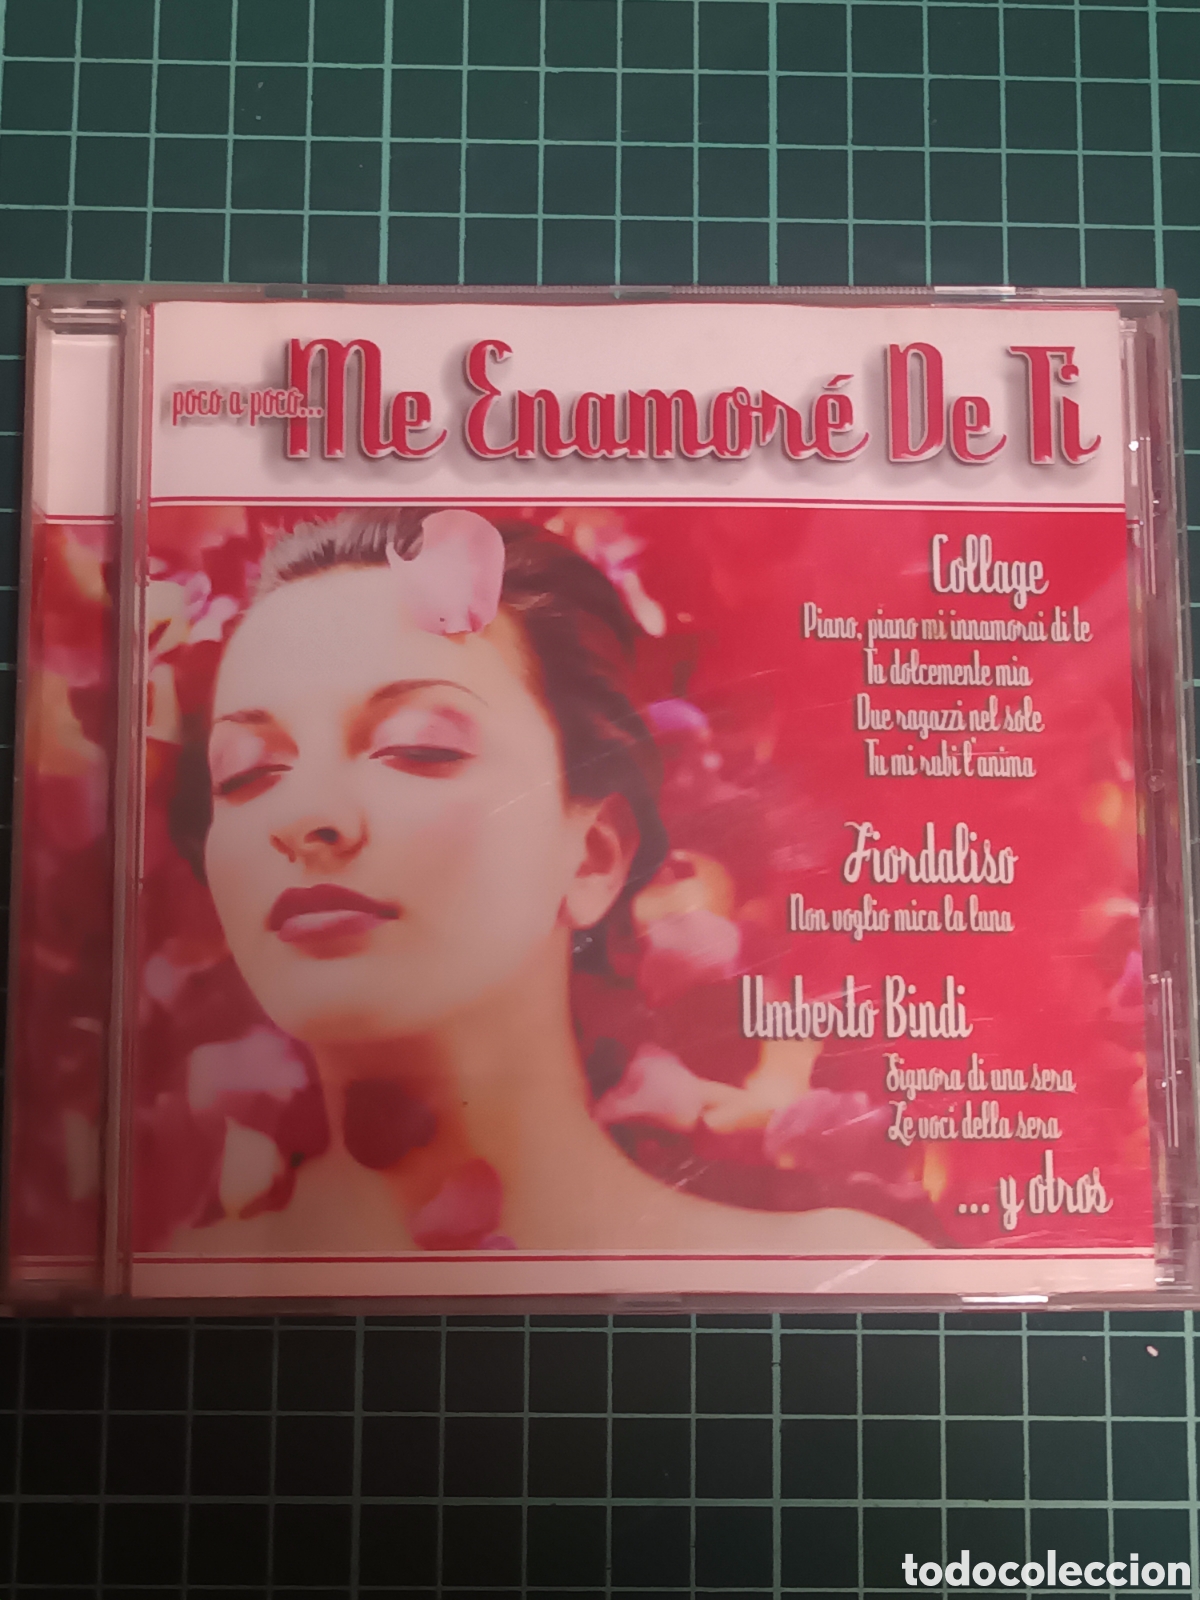 poco a poco... Me Enamoré De Ti
Collage
Piano, piano mi innamorai di te
Tu dolcemente mia
Due ragazzi nel sole
Tu mi rubi l'anima
Fiordaliso
Non voglio mica la luna
Umberto Bindi
Signora di una sera
Le voci della sera
... y otros
todocoleccion